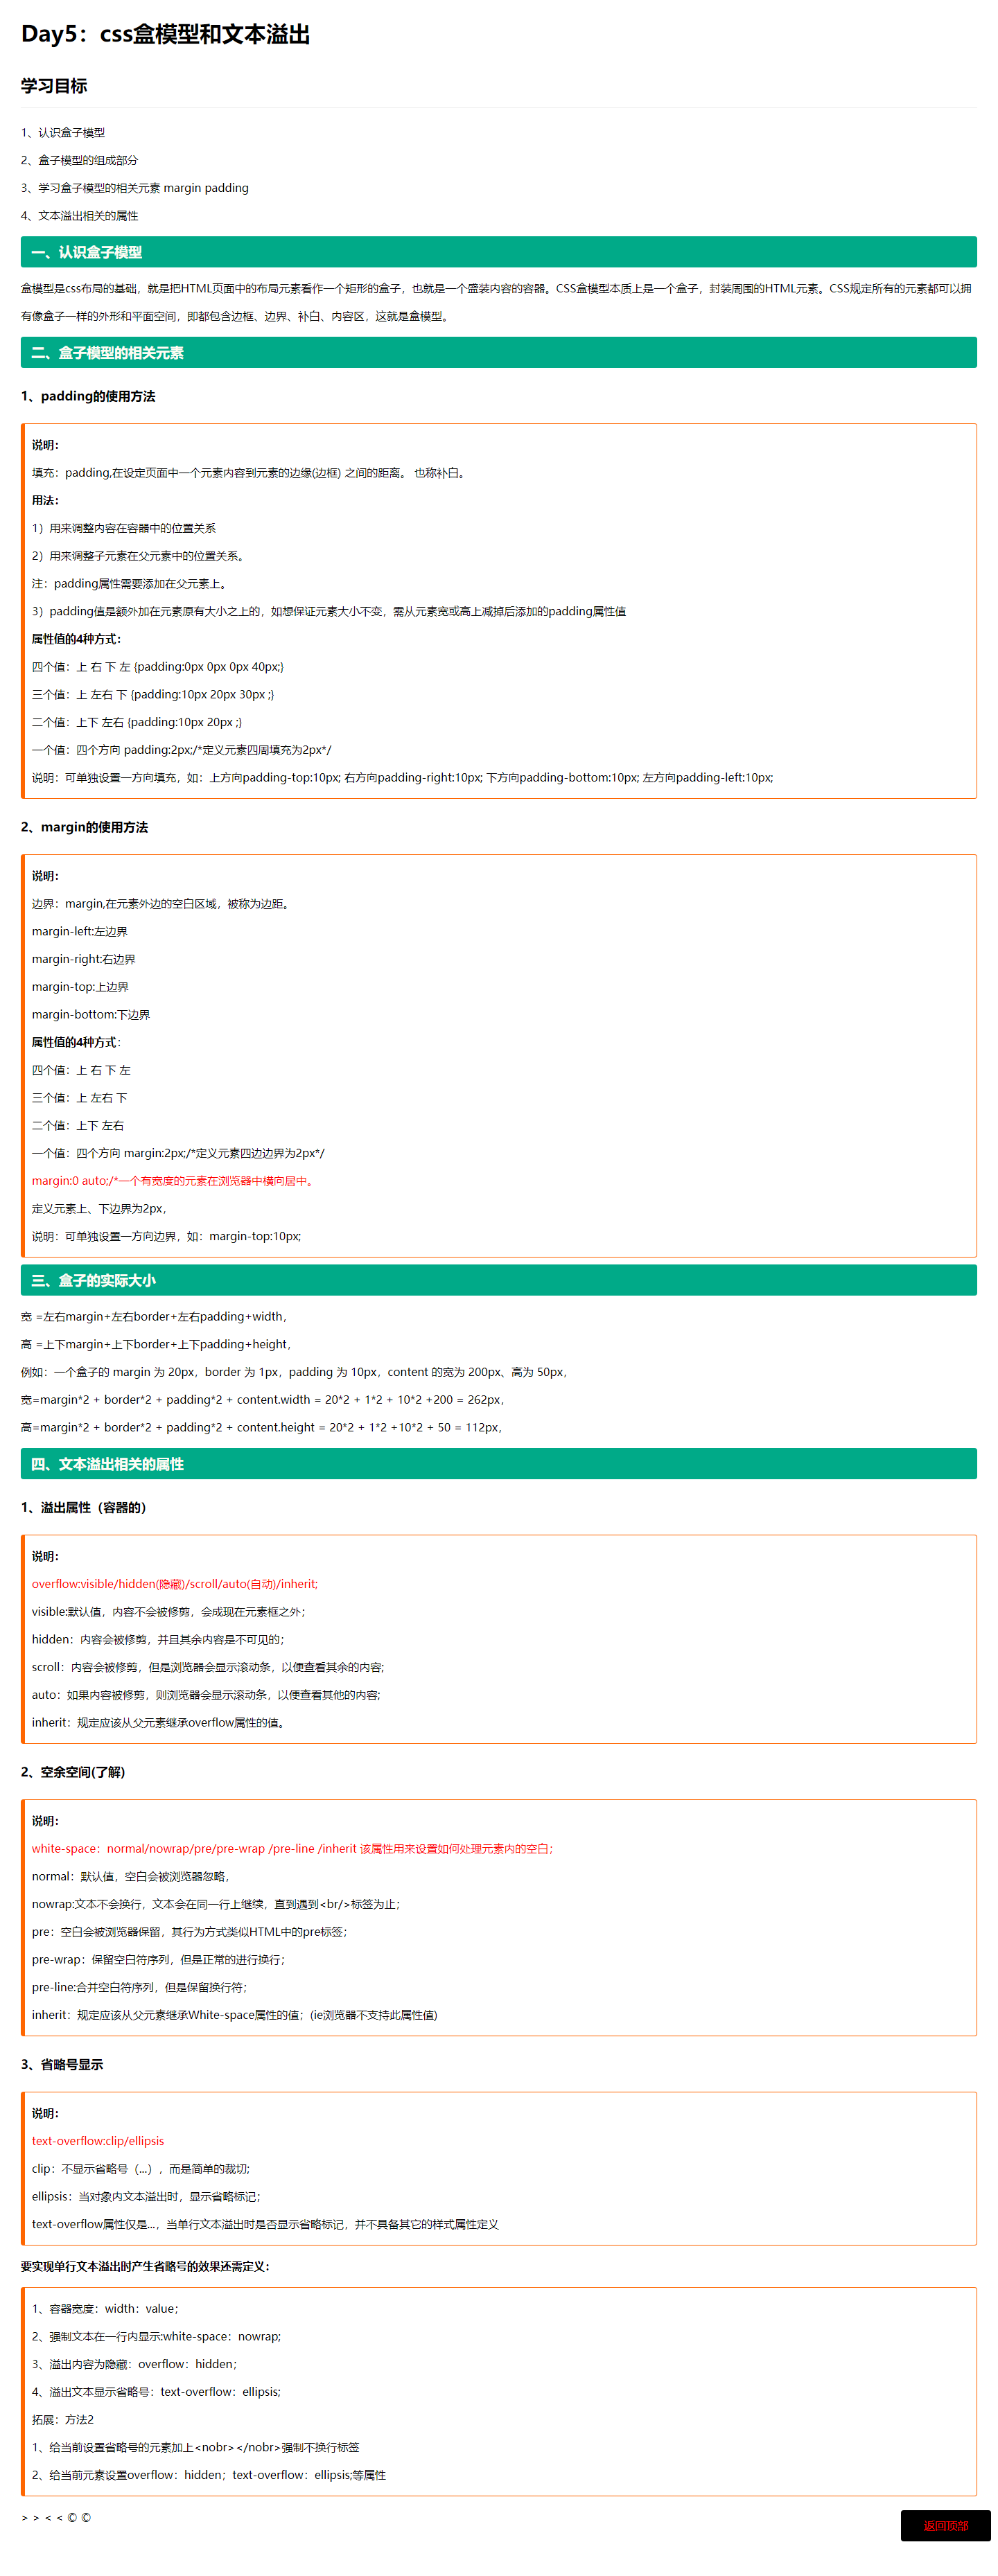 Day5：css盒模型和文本溢出
学习目标
1、认识盒子模型
2、盒子模型的组成部分
3、学习盒子模型的相关元素 margin padding
4、文本溢出相关的属性
一、认识盒子模型
盒模型是css布局的基础，就是把HTML页面中的布局元素看作一个矩形的盒子，也就是一个盛装内容的容器。CSS盒模型本质上是一个盒子，封装周围的HTML元素。CSS规定所有的元素都可以拥
有像盒子一样的外形和平面空间，即都包含边框、边界、补白、内容区，这就是盒模型。
二、盒子模型的相关元素
1、padding的使用方法
说明：
填充：padding,在设定页面中一个元素内容到元素的边缘(边框) 之间的距离。 也称补白。
用法：
1）用来调整内容在容器中的位置关系
2）用来调整子元素在父元素中的位置关系。
注：padding属性需要添加在父元素上。
3）padding值是额外加在元素原有大小之上的，如想保证元素大小不变，需从元素宽或高上减掉后添加的padding属性值
属性值的4种方式：
四个值：上 右 下 左 {padding:0px 0px 0px 40px;}
三个值：上 左右 下 {padding:10px 20px 30px ;}
二个值：上下 左右 {padding:10px 20px ;}
一个值：四个方向 padding:2px;/*定义元素四周填充为2px*/
说明：可单独设置一方向填充，如：上方向padding-top:10px; 右方向padding-right:10px; 下方向padding-bottom:10px; 左方向padding-left:10px;
2、margin的使用方法
说明：
边界：margin,在元素外边的空白区域，被称为边距。
margin-left:左边界
margin-right:右边界
margin-top:上边界
margin-bottom:下边界
属性值的4种方式：
四个值：上 右 下 左
三个值：上 左右 下
二个值：上下 左右
一个值：四个方向 margin:2px;/*定义元素四边边界为2px*/
margin:0 auto;/*一个有宽度的元素在浏览器中横向居中。
定义元素上、下边界为2px，
说明：可单独设置一方向边界，如：margin-top:10px;
三、盒子的实际大小
宽 =左右margin+左右border+左右padding+width，
高 =上下margin+上下border+上下padding+height，
例如：一个盒子的 margin 为 20px，border 为 1px，padding 为 10px，content 的宽为 200px、高为 50px，
宽=margin*2 + border*2 + padding*2 + content.width = 20*2 + 1*2 + 10*2 +200 = 262px，
高=margin*2 + border*2 + padding*2 + content.height = 20*2 + 1*2 +10*2 + 50 = 112px，
四、文本溢出相关的属性
1、溢出属性（容器的）
说明：
overflow:visible/hidden(隐藏)/scroll/auto(自动)/inherit;
visible:默认值，内容不会被修剪，会成现在元素框之外；
hidden：内容会被修剪，并且其余内容是不可见的；
scroll：内容会被修剪，但是浏览器会显示滚动条，以便查看其余的内容;
auto：如果内容被修剪，则浏览器会显示滚动条，以便查看其他的内容;
inherit：规定应该从父元素继承overflow属性的值。
2、空余空间(了解)
说明：
white-space：normal/nowrap/pre/pre-wrap /pre-line /inherit 该属性用来设置如何处理元素内的空白；
normal：默认值，空白会被浏览器忽略，
nowrap:文本不会换行，文本会在同一行上继续，直到遇到<br/>标签为止；
pre：空白会被浏览器保留，其行为方式类似HTML中的pre标签；
pre-wrap：保留空白符序列，但是正常的进行换行；
pre-line:合并空白符序列，但是保留换行符；
inherit：规定应该从父元素继承White-space属性的值；(ie浏览器不支持此属性值)
3、省略号显示
说明：
text-overflow:clip/ellipsis
clip：不显示省略号（...），而是简单的裁切;
ellipsis：当对象内文本溢出时，显示省略标记；
text-overflow属性仅是...，当单行文本溢出时是否显示省略标记，并不具备其它的样式属性定义
要实现单行文本溢出时产生省略号的效果还需定义：
1、容器宽度：width：value；
2、强制文本在一行内显示:white-space：nowrap;
3、溢出内容为隐藏：overflow：hidden；
4、溢出文本显示省略号：text-overflow：ellipsis;
拓展：方法2
1、给当前设置省略号的元素加上<nobr></nobr>强制不换行标签
2、给当前元素设置overflow：hidden；text-overflow：ellipsis;等属性
> > < < © ©
返回顶部